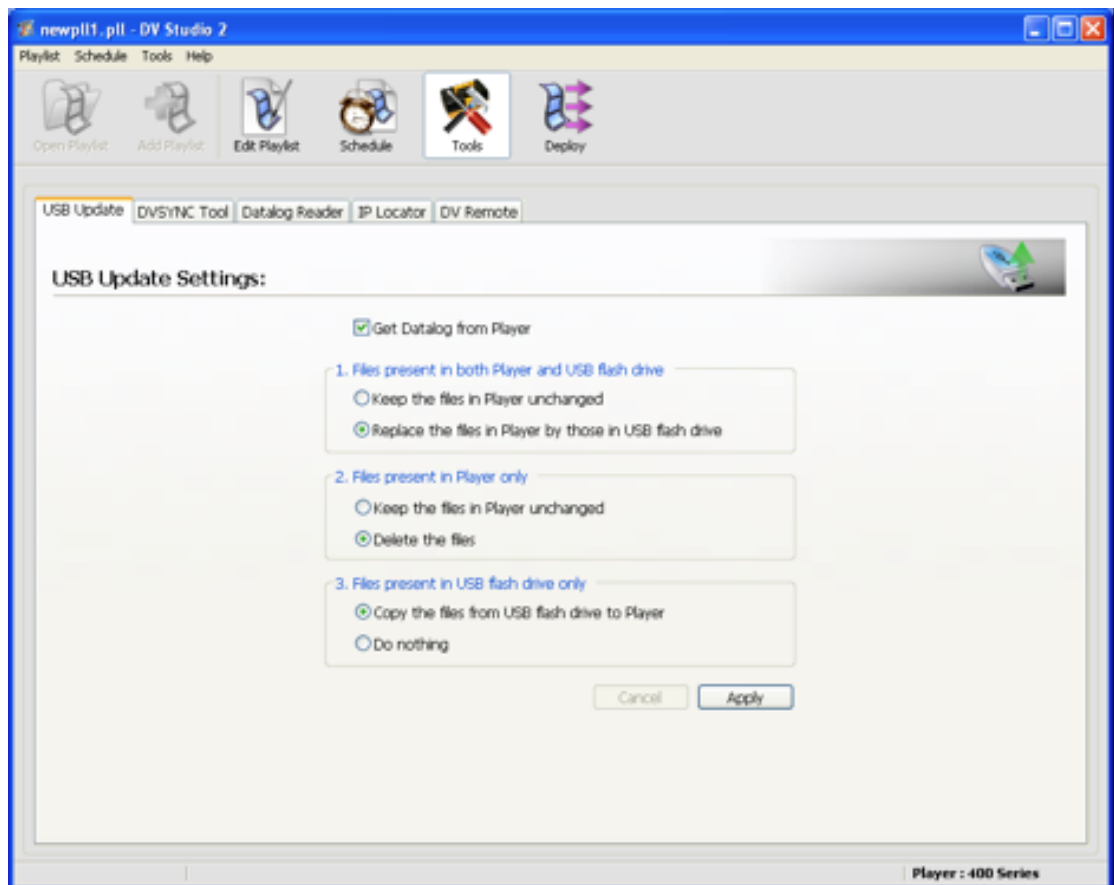 newpll1.pll - DV Studio 2
Playlist Schedule Tools Help
Open Playlist Add Playlist Edit Playlist Schedule Tools Deploy
USB Update DVSYNC Tool Datalog Reader IP Locator DV Remote
USB Update Settings:
Get Datalog from Player
1. Files present in both Player and USB flash drive
Keep the files in Player unchanged
Replace the files in Player by those in USB flash drive
2. Files present in Player only
Keep the files in Player unchanged
Delete the files
3. Files present in USB flash drive only
Copy the files from USB flash drive to Player
Do nothing
Cancel Apply
Player : 400 Series